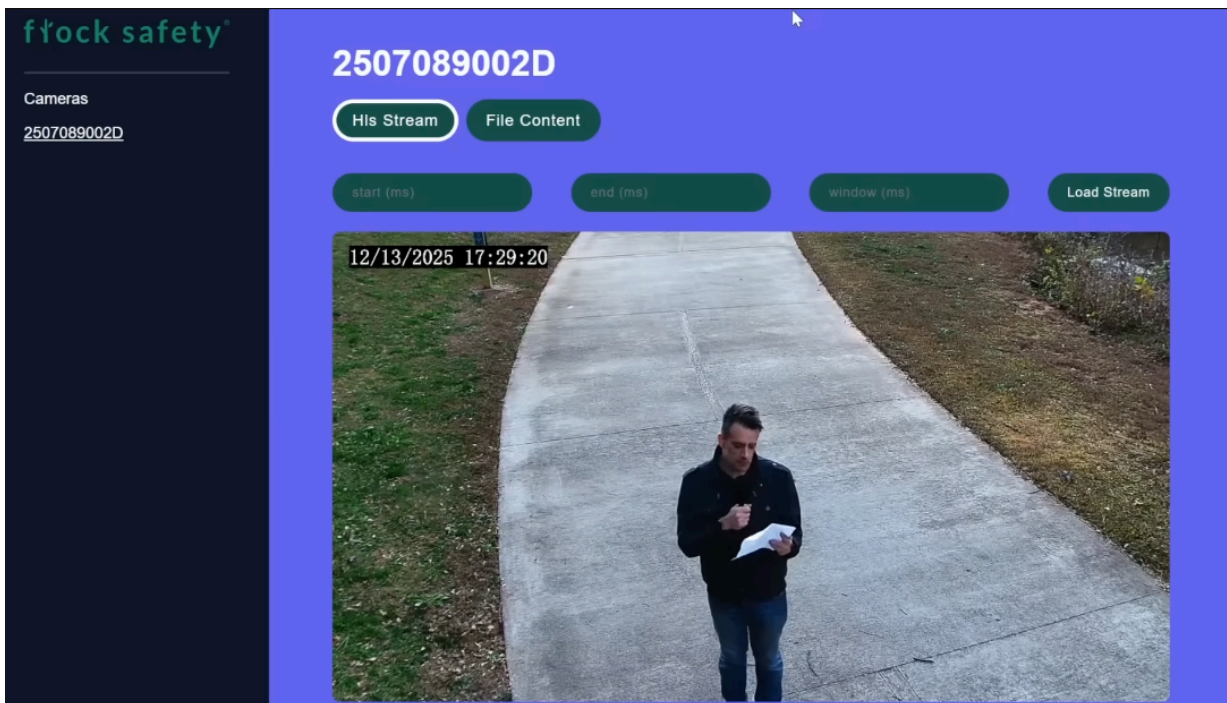 flock safety
Cameras
2507089002D
2507089002D
Hls Stream
File Content
start (ms)
end (ms)
window (ms)
Load Stream
12/13/2025 17:29:20